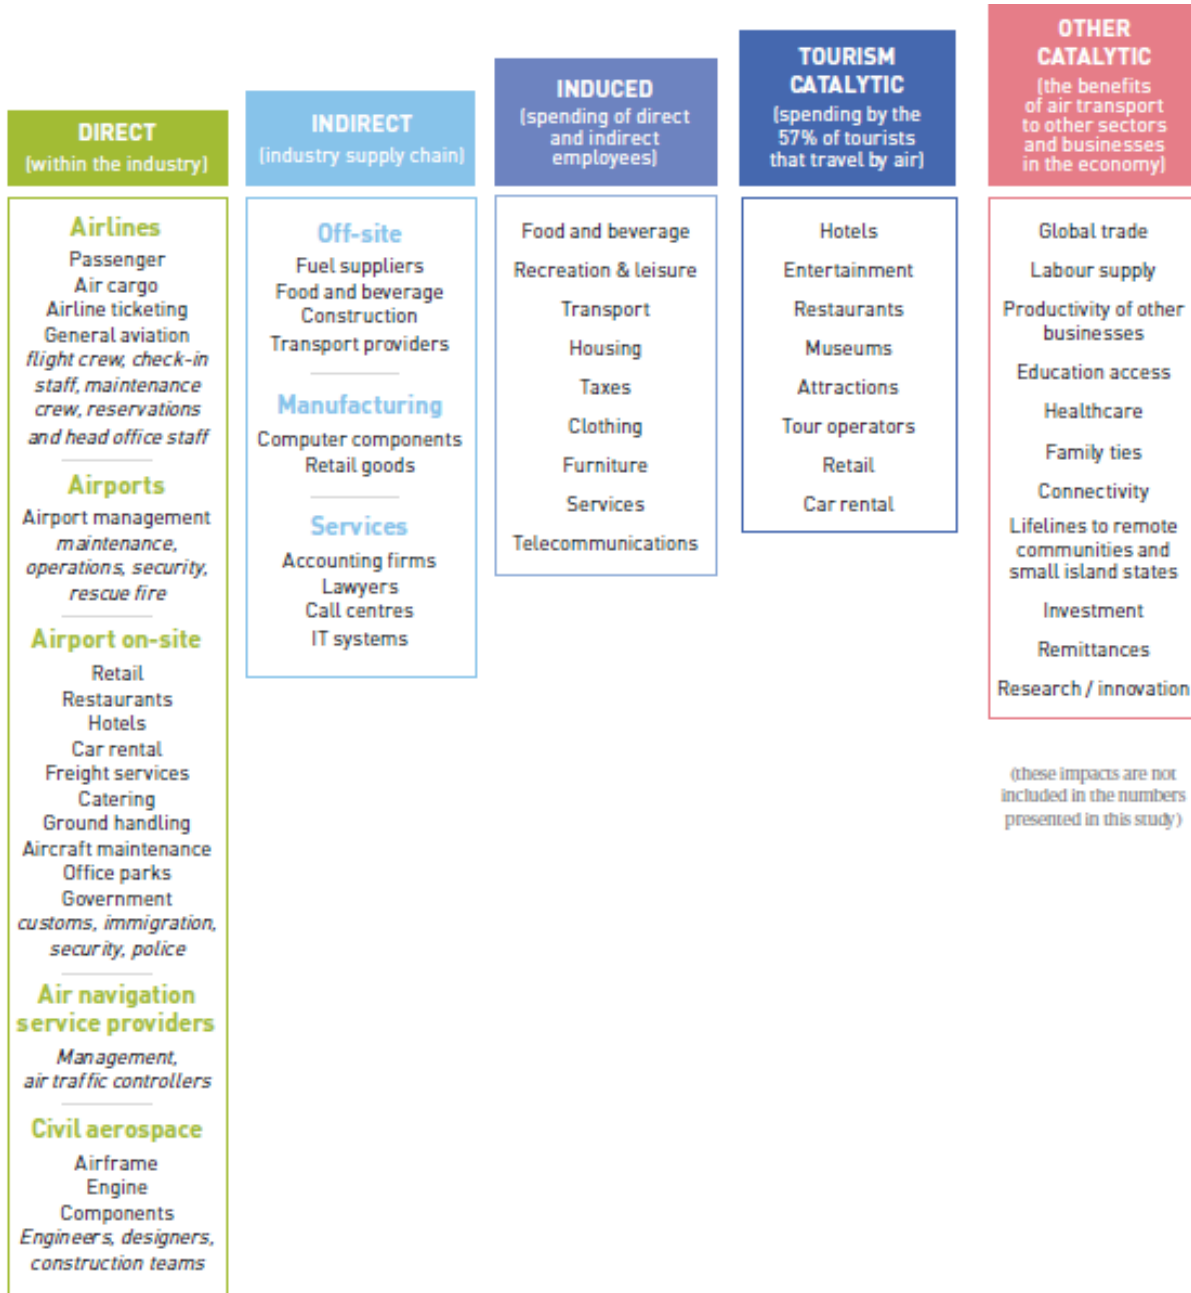 DIRECT
(within the industry)
Airlines
Passenger
Air cargo
Airline ticketing
General aviation
flight crew, check-in
staff, maintenance
crew, reservations
and head office staff
Airports
Airport management
maintenance,
operations, security,
rescue fire
Airport on-site
Retail
Restaurants
Hotels
Car rental
Freight services
Catering
Ground handling
Aircraft maintenance
Office parks
Government
customs, immigration,
security, police
Air navigation
service providers
Management,
air traffic controllers
Civil aerospace
Airframe
Engine
Components
Engineers, designers,
construction teams
INDIRECT
(industry supply chain)
Off-site
Fuel suppliers
Food and beverage
Construction
Transport providers
Manufacturing
Computer components
Retail goods
Services
Accounting firms
Lawyers
Call centres
IT systems
INDUCED
(spending of direct
and indirect
employees)
Food and beverage
Recreation & leisure
Transport
Housing
Taxes
Clothing
Furniture
Services
Telecommunications
TOURISM
CATALYTIC
(spending by the
57% of tourists
that travel by air)
Hotels
Entertainment
Restaurants
Museums
Attractions
Tour operators
Retail
Car rental
OTHER
CATALYTIC
(the benefits
of air transport
to other sectors
and businesses
in the economy)
Global trade
Labour supply
Productivity of other
businesses
Education access
Healthcare
Family ties
Connectivity
Lifelines to remote
communities and
small island states
Investment
Remittances
Research / innovation
(these impacts are not
included in the numbers
presented in this study)